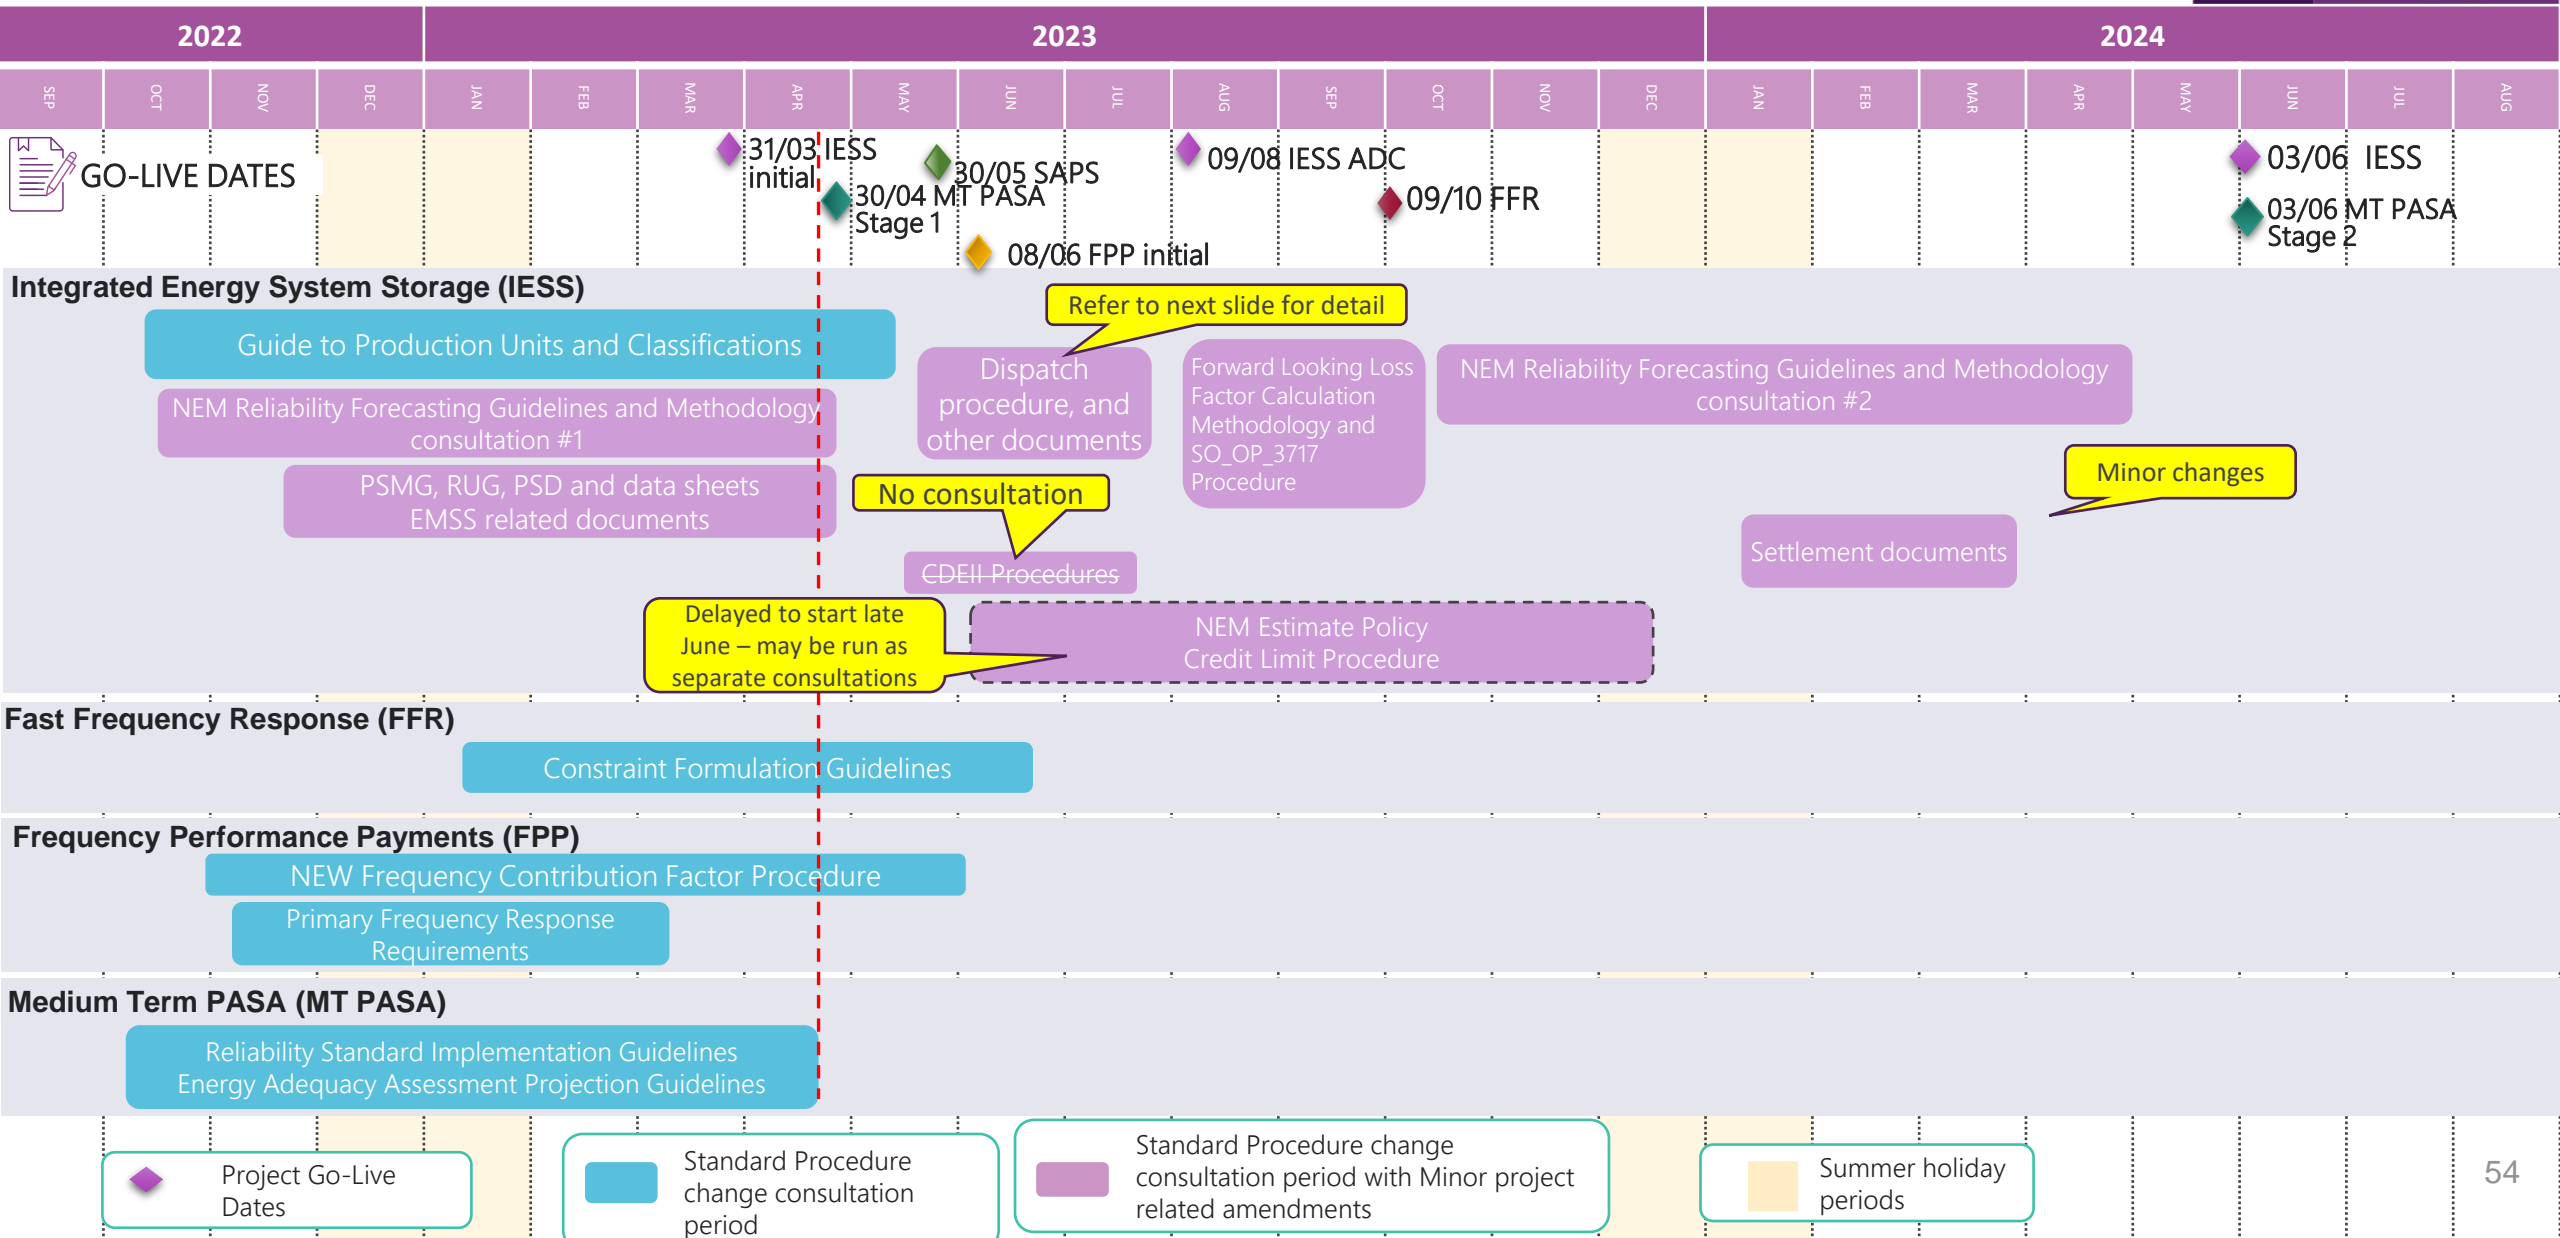 2022
2023
2024
SEP
OCT
NOV
DEC
JAN
FEB
MAR
APR
MAY
JUN
JUL
AUG
SEP
OCT
NOV
DEC
JAN
FEB
MAR
APR
MAY
JUN
JUL
AUG
GO-LIVE DATES
31/03 IESS
initial
30/04 MT PASA
Stage 1
30/05 SAPS
08/06 FPP initial
09/08 IESS ADC
09/10 FFR
03/06 IESS
03/06 MT PASA
Stage 2
Integrated Energy System Storage (IESS)
Guide to Production Units and Classifications
NEM Reliability Forecasting Guidelines and Methodology
consultation #1
PSMG, RUG, PSD and data sheets
EMSS related documents
Refer to next slide for detail
Dispatch
procedure, and
other documents
Forward Looking Loss
Factor Calculation
Methodology and
SO_OP_3717
Procedure
NEM Reliability Forecasting Guidelines and Methodology
consultation #2
Minor changes
Settlement documents
No consultation
CDEII Procedures
Delayed to start late
June – may be run as
separate consultations
NEM Estimate Policy
Credit Limit Procedure
Fast Frequency Response (FFR)
Constraint Formulation Guidelines
Frequency Performance Payments (FPP)
NEW Frequency Contribution Factor Procedure
Primary Frequency Response
Requirements
Medium Term PASA (MT PASA)
Reliability Standard Implementation Guidelines
Energy Adequacy Assessment Projection Guidelines
Project Go-Live
Dates
Standard Procedure
change consultation
period
Standard Procedure change
consultation period with Minor project
related amendments
Summer holiday
periods
54